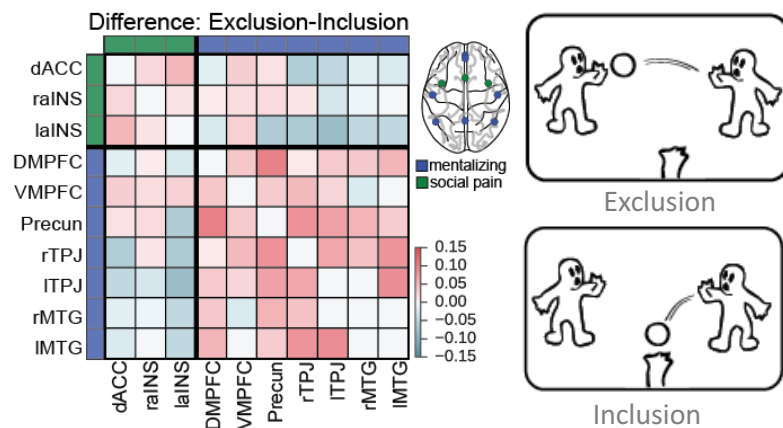 Difference: Exclusion-Inclusion
dACC
raINS
laINS
DMPFC
VMPFC
Precun
rTPJ
lTPJ
rMTG
lMTG
dACC
raINS
laINS
DMPFC
VMPFC
Precun
rTPJ
lTPJ
rMTG
lMTG
mentalizing
social pain
0.15
0.10
0.05
0.00
−0.05
−0.10
−0.15
Exclusion
Inclusion